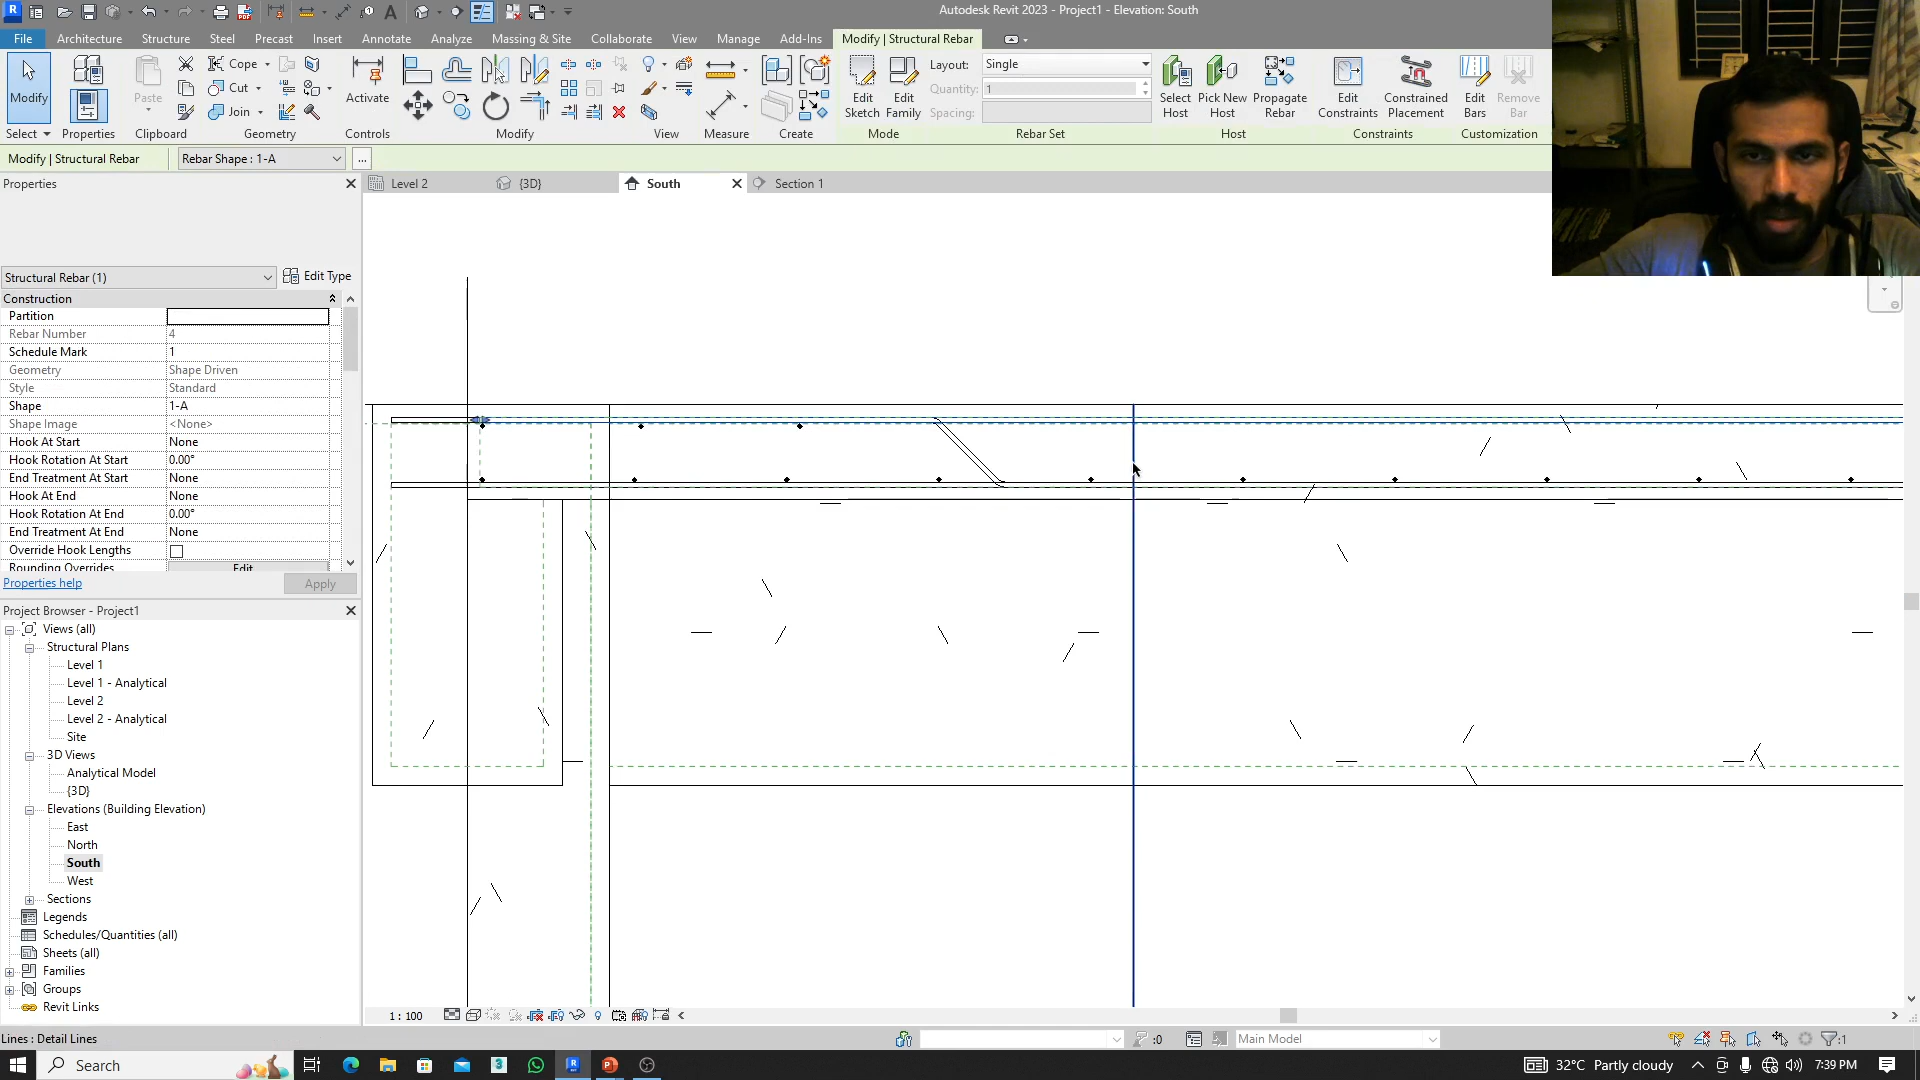 Autodesk Revit 2023 - Project1 - Elevation: South
File Architecture Structure Steel Precast Insert Annotate Analyze Massing & Site Collaborate View Manage Add-Ins Modify | Structural Rebar
Modify Paste Cope Cut Join Activate
Edit Sketch Edit Family Layout: Single
Quantity: 1
Spacing:
Select Host Pick New Host Propagate Rebar Edit Constraints Constrained Placement Edit Bars Remove Bar
Select Properties Clipboard Geometry Controls Modify View Measure Create Mode Rebar Set Host Constraints Customization
Modify | Structural Rebar Rebar Shape : 1-A ...
Properties
Level 2 {3D} South Section 1
Structural Rebar (1) Edit Type
Construction
Partition
Rebar Number 4
Schedule Mark 1
Geometry Shape Driven
Style Standard
Shape 1-A
Shape Image <None>
Hook At Start None
Hook Rotation At Start 0.00°
End Treatment At Start None
Hook At End None
Hook Rotation At End 0.00°
End Treatment At End None
Override Hook Lengths
Rounding Overrides Edit
Properties help Apply
Project Browser - Project1
Views (all)
Structural Plans
Level 1
Level 1 - Analytical
Level 2
Level 2 - Analytical
Site
3D Views
Analytical Model
{3D}
Elevations (Building Elevation)
East
North
South
West
Sections
Legends
Schedules/Quantities (all)
Sheets (all)
Families
Groups
Revit Links
1 : 100
Lines : Detail Lines :0 Main Model :1
Search 32°C Partly cloudy 7:39 PM